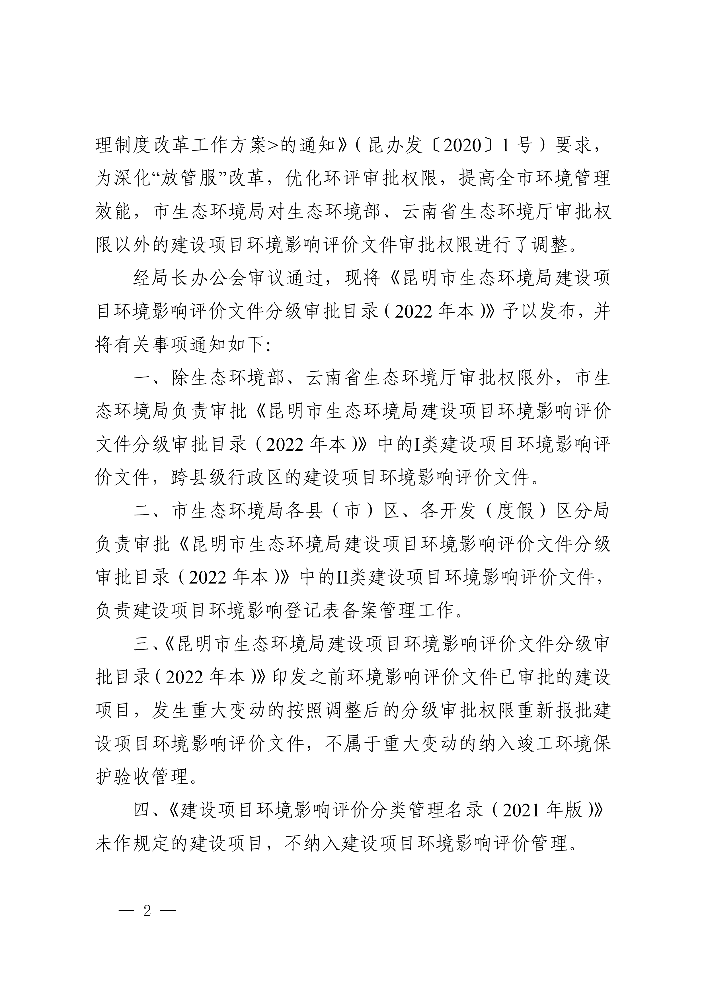 理制度改革工作方案>的通知》（昆办发〔2020〕1 号）要求，
为深化“放管服”改革，优化环评审批权限，提高全市环境管理
效能，市生态环境局对生态环境部、云南省生态环境厅审批权
限以外的建设项目环境影响评价文件审批权限进行了调整。
经局长办公会审议通过，现将《昆明市生态环境局建设项
目环境影响评价文件分级审批目录（2022 年本）》予以发布，并
将有关事项通知如下：
一、除生态环境部、云南省生态环境厅审批权限外，市生
态环境局负责审批《昆明市生态环境局建设项目环境影响评价
文件分级审批目录（2022 年本）》中的I类建设项目环境影响评
价文件，跨县级行政区的建设项目环境影响评价文件。
二、市生态环境局各县（市）区、各开发（度假）区分局
负责审批《昆明市生态环境局建设项目环境影响评价文件分级
审批目录（2022 年本）》中的II类建设项目环境影响评价文件，
负责建设项目环境影响登记表备案管理工作。
三、《昆明市生态环境局建设项目环境影响评价文件分级审
批目录（2022 年本）》印发之前环境影响评价文件已审批的建设
项目，发生重大变动的按照调整后的分级审批权限重新报批建
设项目环境影响评价文件，不属于重大变动的纳入竣工环境保
护验收管理。
四、《建设项目环境影响评价分类管理名录（2021 年版）》
未作规定的建设项目，不纳入建设项目环境影响评价管理。
— 2 —